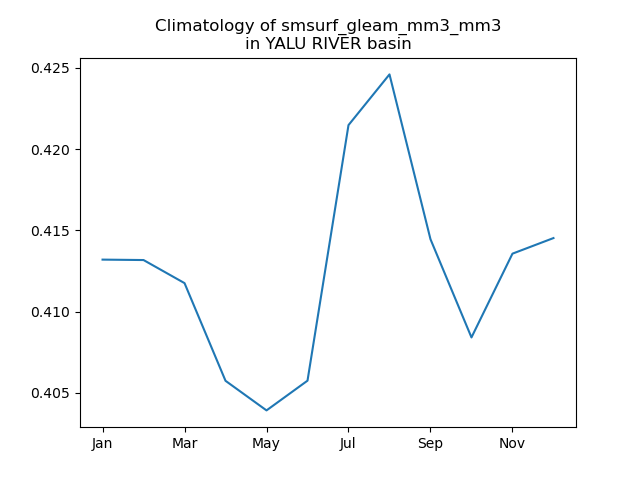 Climatology of smsurf_gleam_mm3_mm3
in YALU RIVER basin
0.425
0.420
0.415
0.410
0.405
Jan
Mar
May
Jul
Sep
Nov